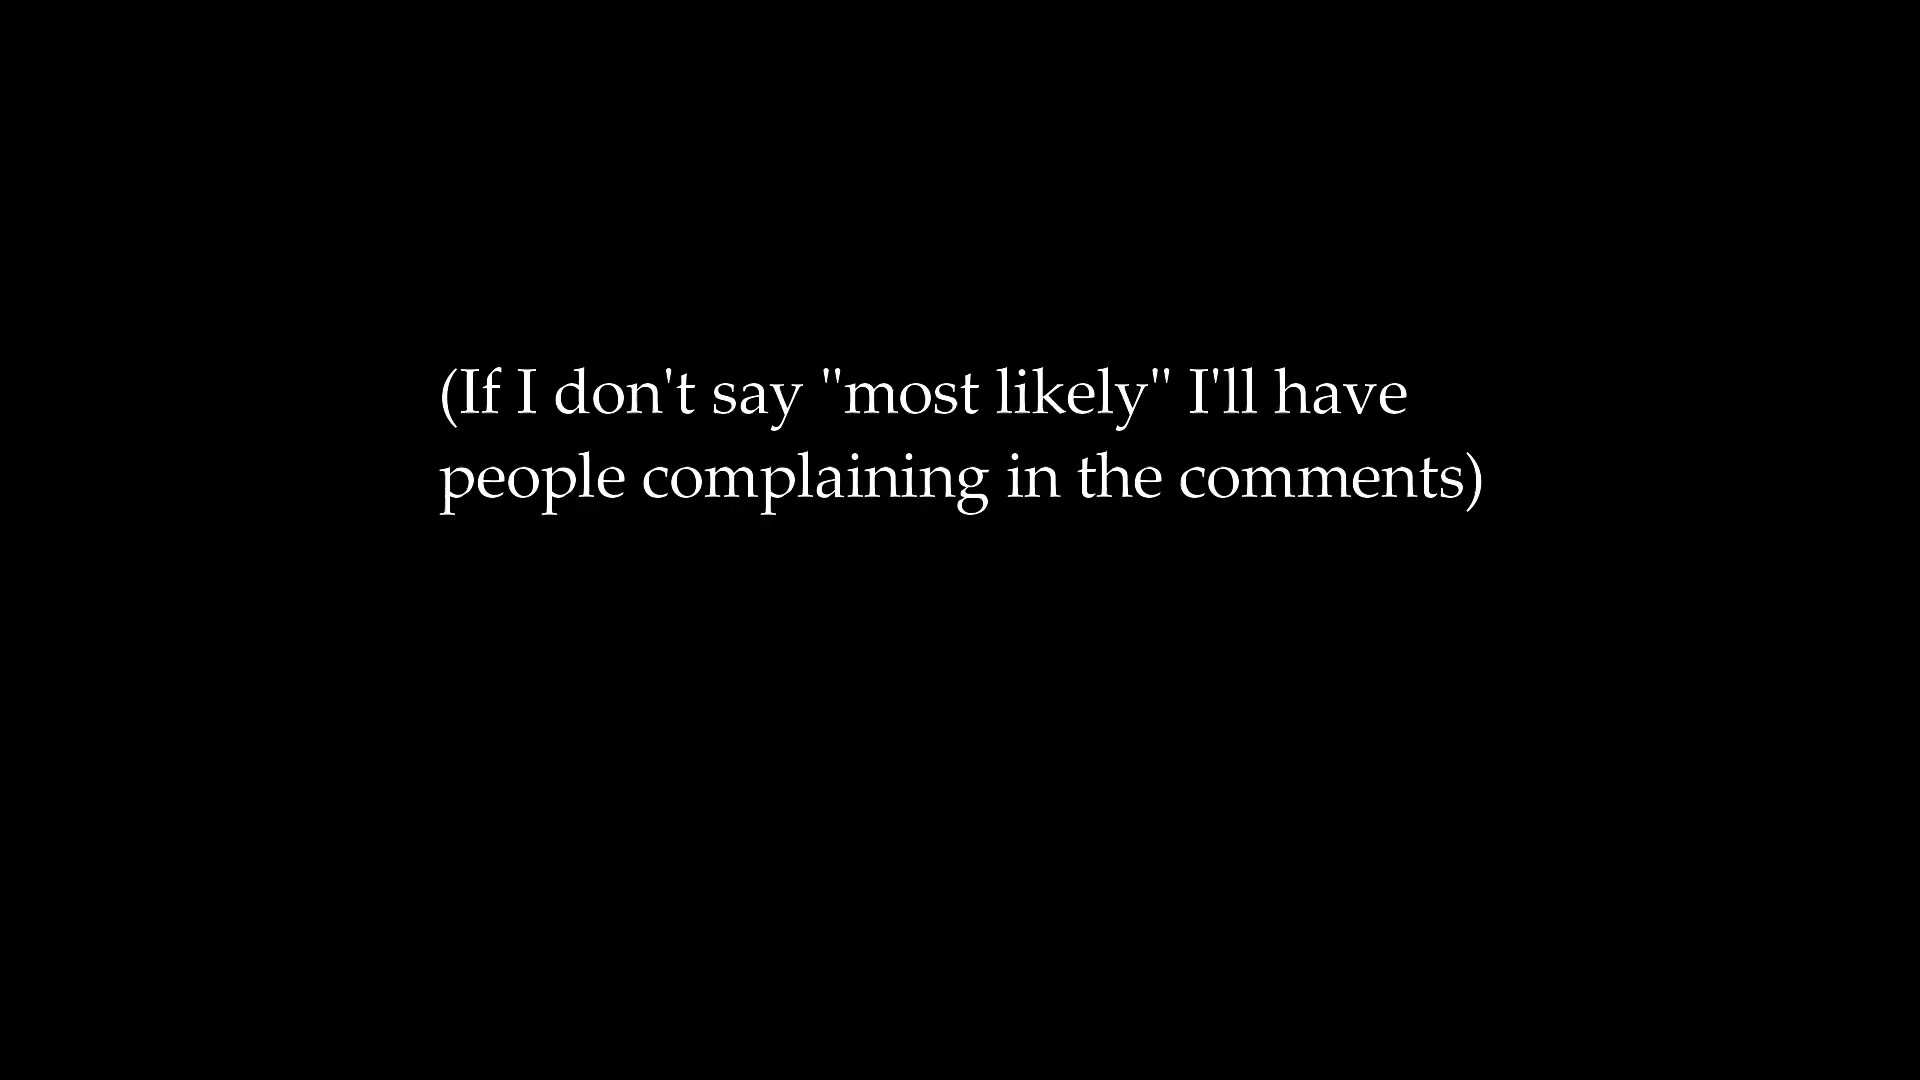 (If I don't say "most likely" I'll have
people complaining in the comments)